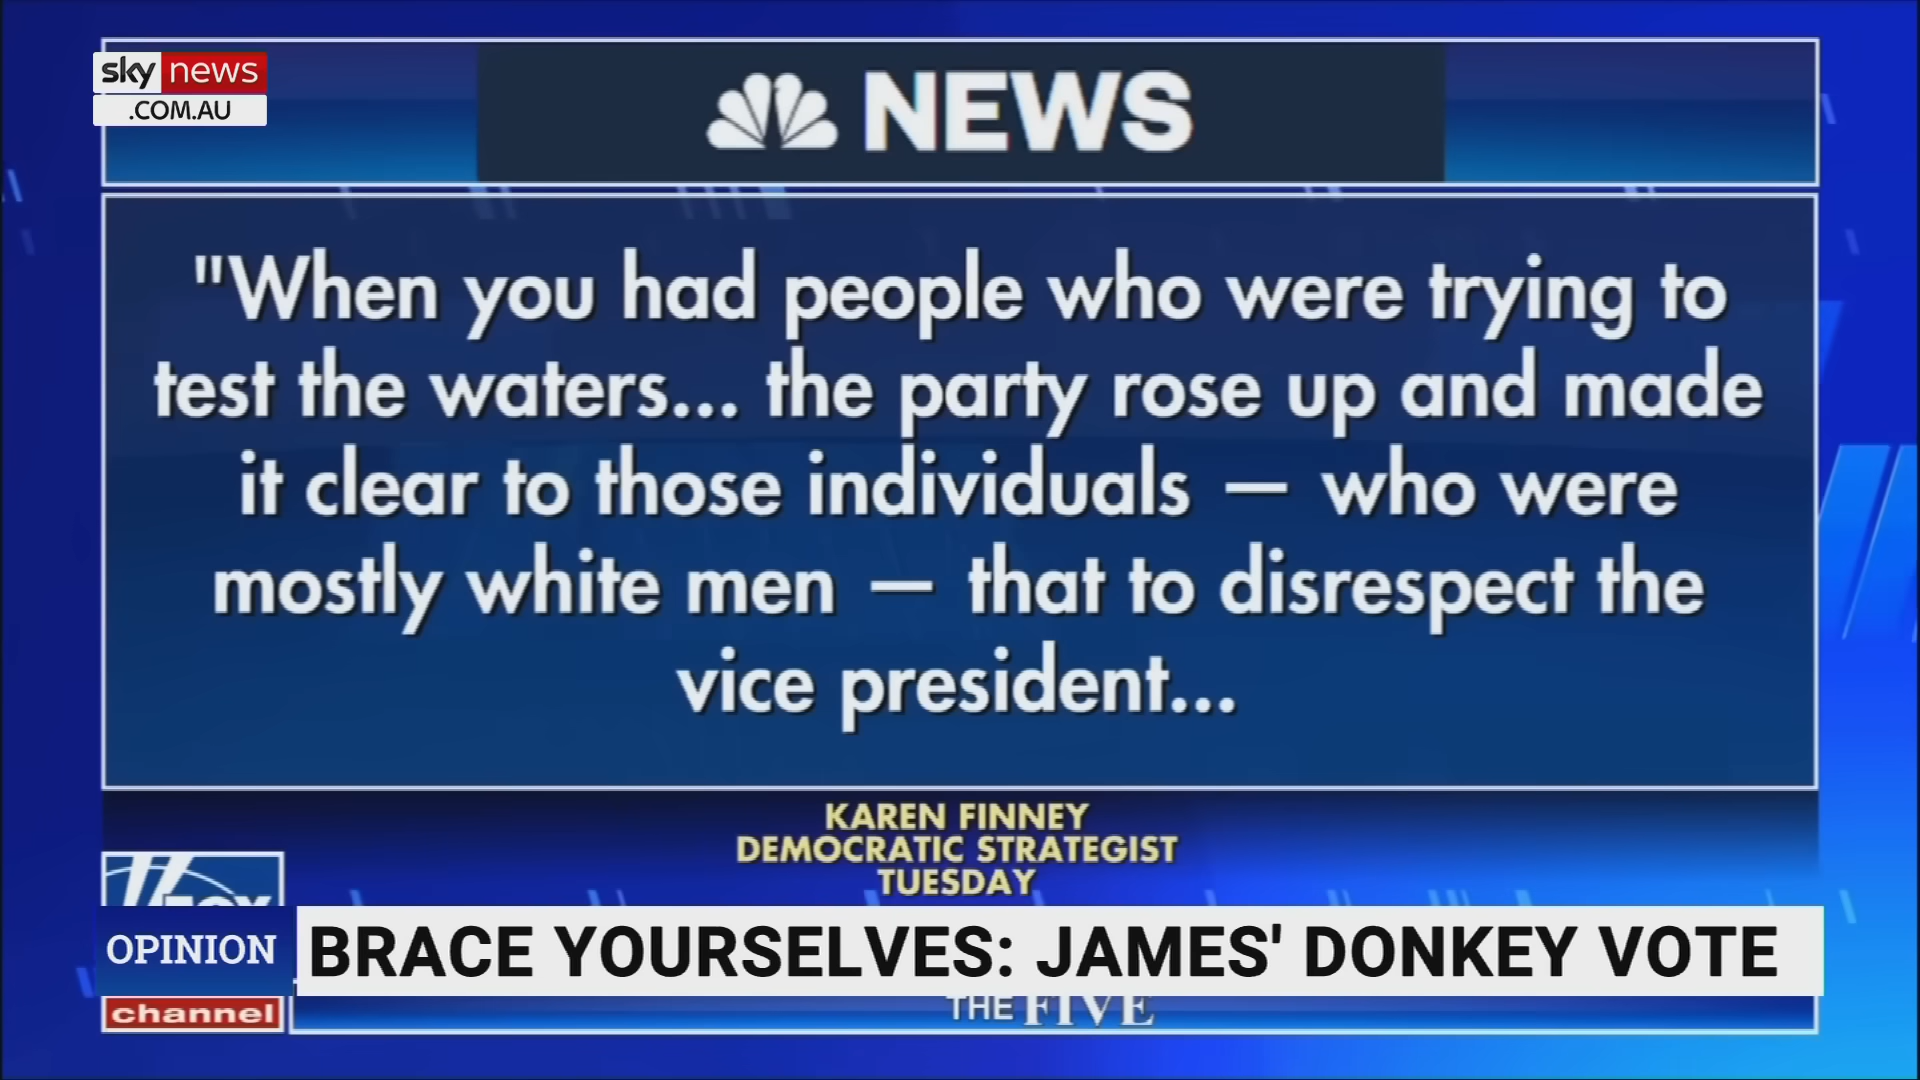 sky news
.COM.AU
NEWS
"When you had people who were trying to
test the waters... the party rose up and made
it clear to those individuals — who were
mostly white men — that to disrespect the
vice president...
KAREN FINNEY
DEMOCRATIC STRATEGIST
TUESDAY
FOX
OPINION
BRACE YOURSELVES: JAMES' DONKEY VOTE
channel
THE FIVE